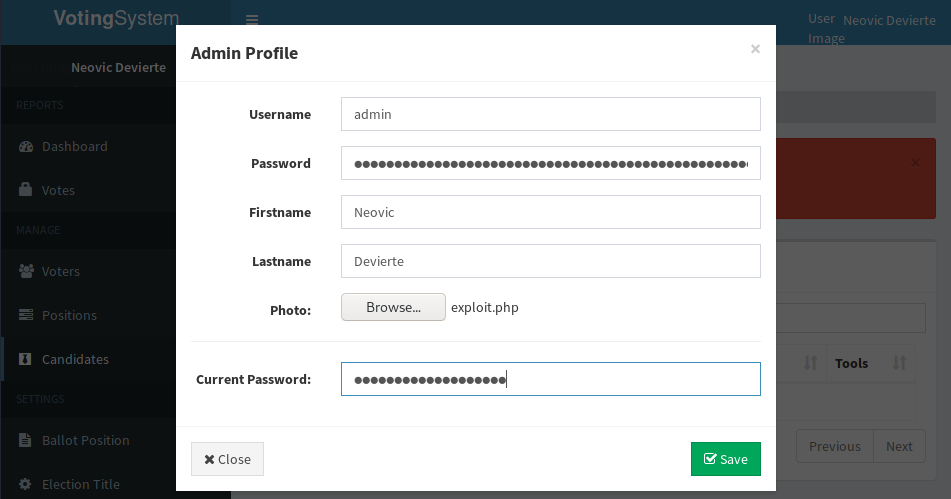 VotingSystem
User Image
Neovic Devierte
Neovic Devierte
REPORTS
Dashboard
Votes
MANAGE
Voters
Positions
Candidates
SETTINGS
Ballot Position
Election Title
Admin Profile
×
Username
admin
Password
●●●●●●●●●●●●●●●●●●●●●●●●●●●●●●●●●●●●●●●●●●●●●●●●●●
Firstname
Neovic
Lastname
Devierte
Photo:
Browse...
exploit.php
Current Password:
●●●●●●●●●●●●●●●●●●●
Close
Save
×
Tools
Previous
Next